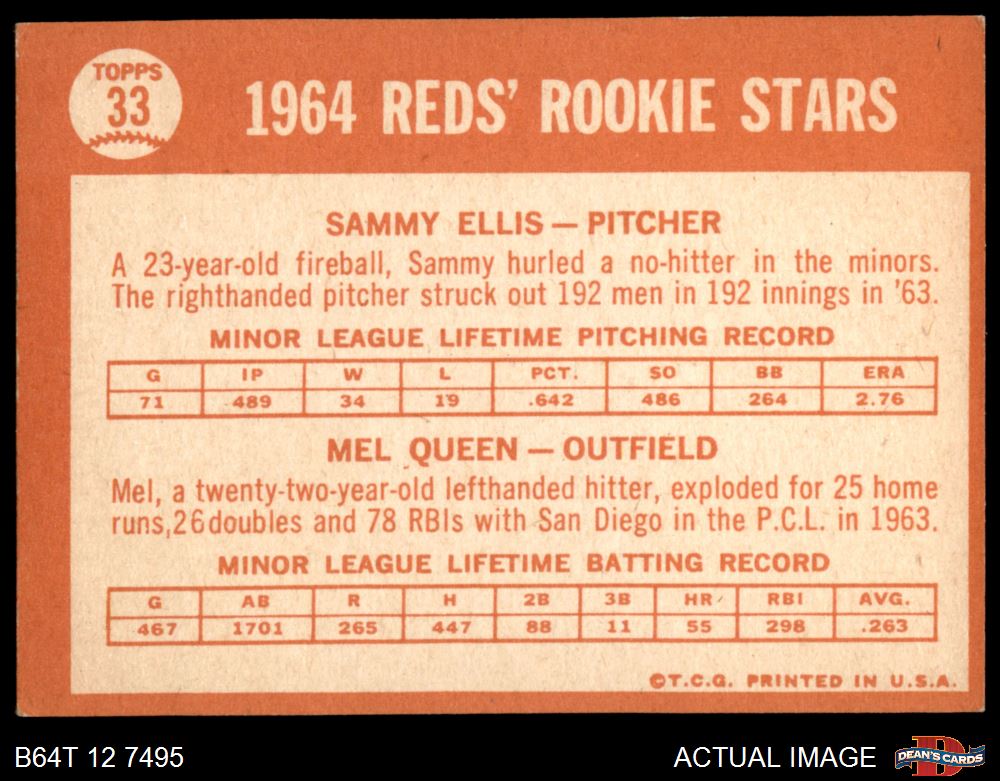 TOPPS
33
1964 REDS' ROOKIE STARS
SAMMY ELLIS — PITCHER
A 23-year-old fireball, Sammy hurled a no-hitter in the minors.
The righthanded pitcher struck out 192 men in 192 innings in '63.
MINOR LEAGUE LIFETIME PITCHING RECORD
G IP W L PCT. SO BB ERA
71 489 34 19 .642 486 264 2.76
MEL QUEEN — OUTFIELD
Mel, a twenty-two-year-old lefthanded hitter, exploded for 25 home
runs,26doubles and 78 RBIs with San Diego in the P.C.L. in 1963.
MINOR LEAGUE LIFETIME BATTING RECORD
G AB R H 2B 3B HR RBI AVG.
467 1701 265 447 88 11 55 298 .263
©T.C.G. PRINTED IN U.S.A.
B64T 12 7495
ACTUAL IMAGE
DEAN'S CARDS